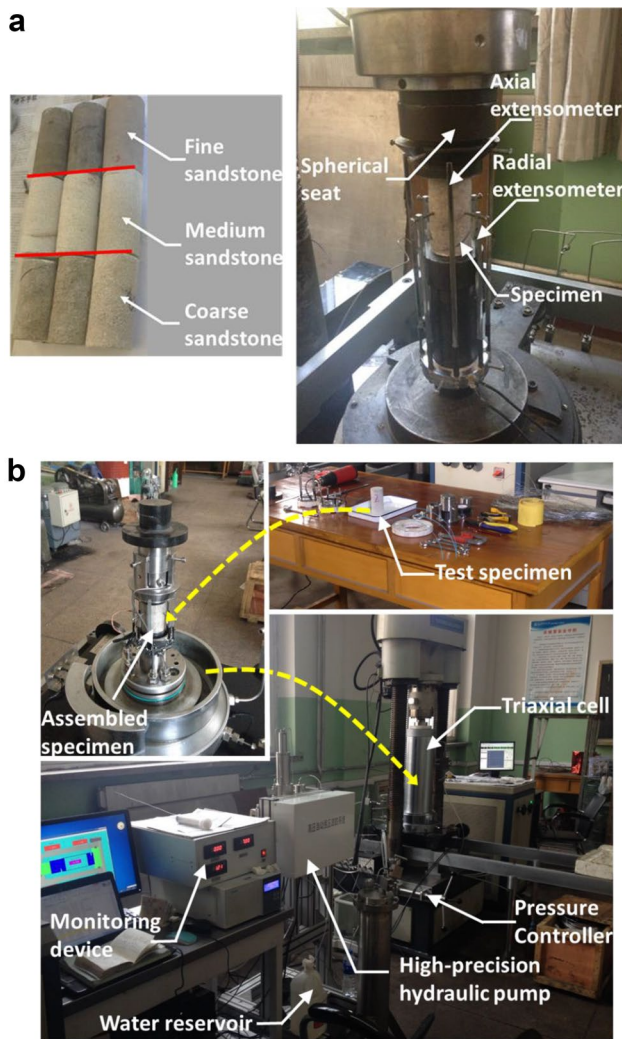 a
Fine
sandstone
Medium
sandstone
Coarse
sandstone
Axial
extensometer
Spherical
seat
Radial
extensometer
Specimen
b
Test specimen
Assembled
specimen
Triaxial cell
Monitoring
device
Pressure
Controller
High-precision
hydraulic pump
Water reservoir